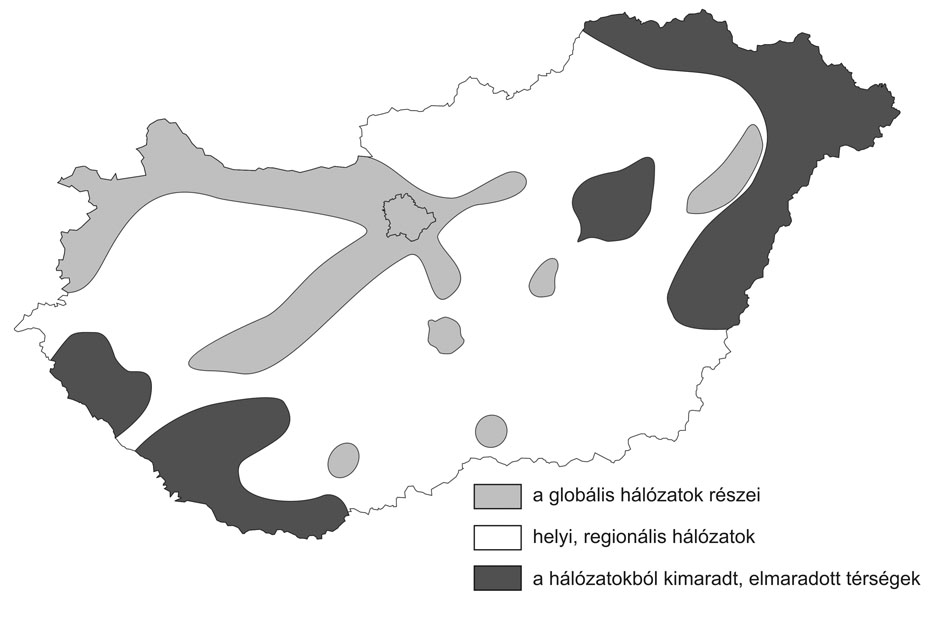 a globális hálózatok részei
helyi, regionális hálózatok
a hálózatokból kimaradt, elmaradott térségek